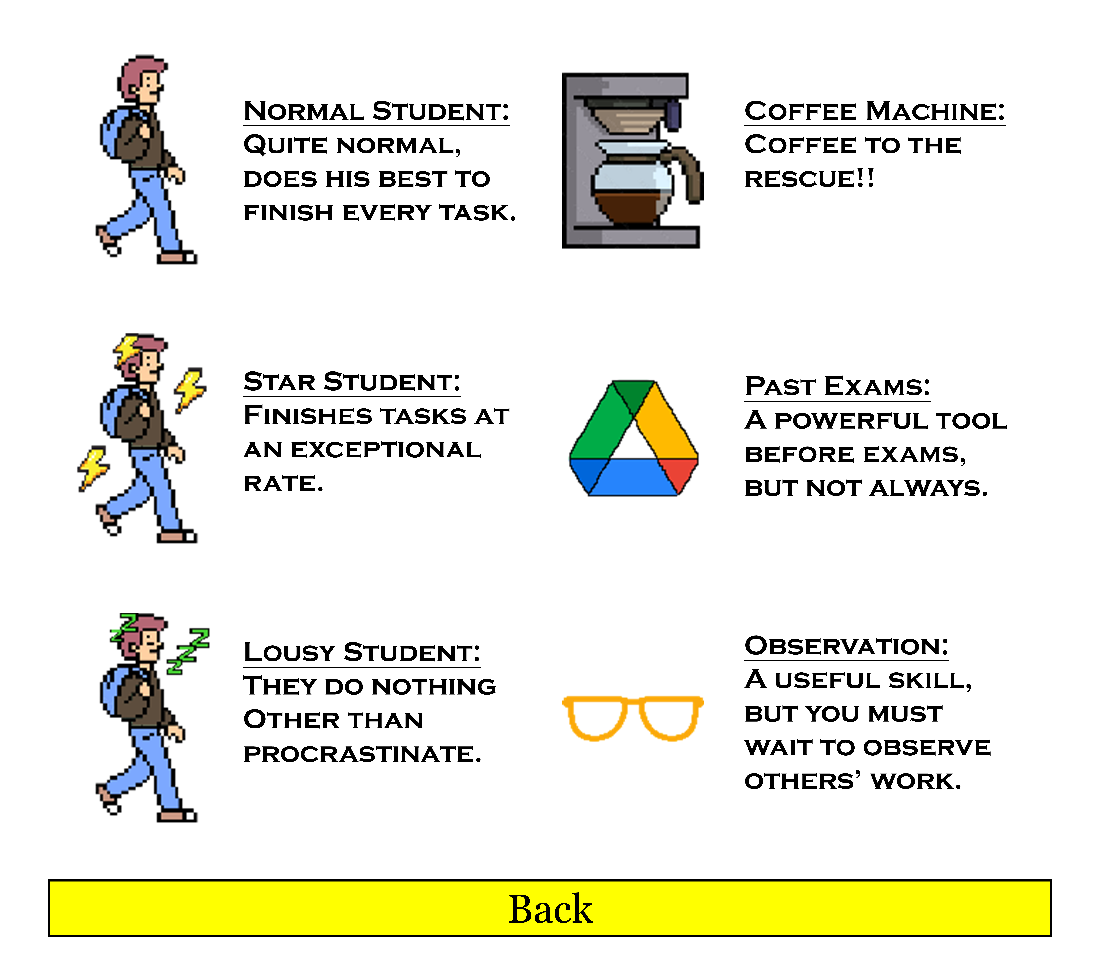 NORMAL STUDENT:
QUITE NORMAL,
DOES HIS BEST TO
FINISH EVERY TASK.
COFFEE MACHINE:
COFFEE TO THE
RESCUE!!
STAR STUDENT:
FINISHES TASKS AT
AN EXCEPTIONAL
RATE.
PAST EXAMS:
A POWERFUL TOOL
BEFORE EXAMS,
BUT NOT ALWAYS.
LOUSY STUDENT:
THEY DO NOTHING
OTHER THAN
PROCRASTINATE.
OBSERVATION:
A USEFUL SKILL,
BUT YOU MUST
WAIT TO OBSERVE
OTHERS’ WORK.
Back